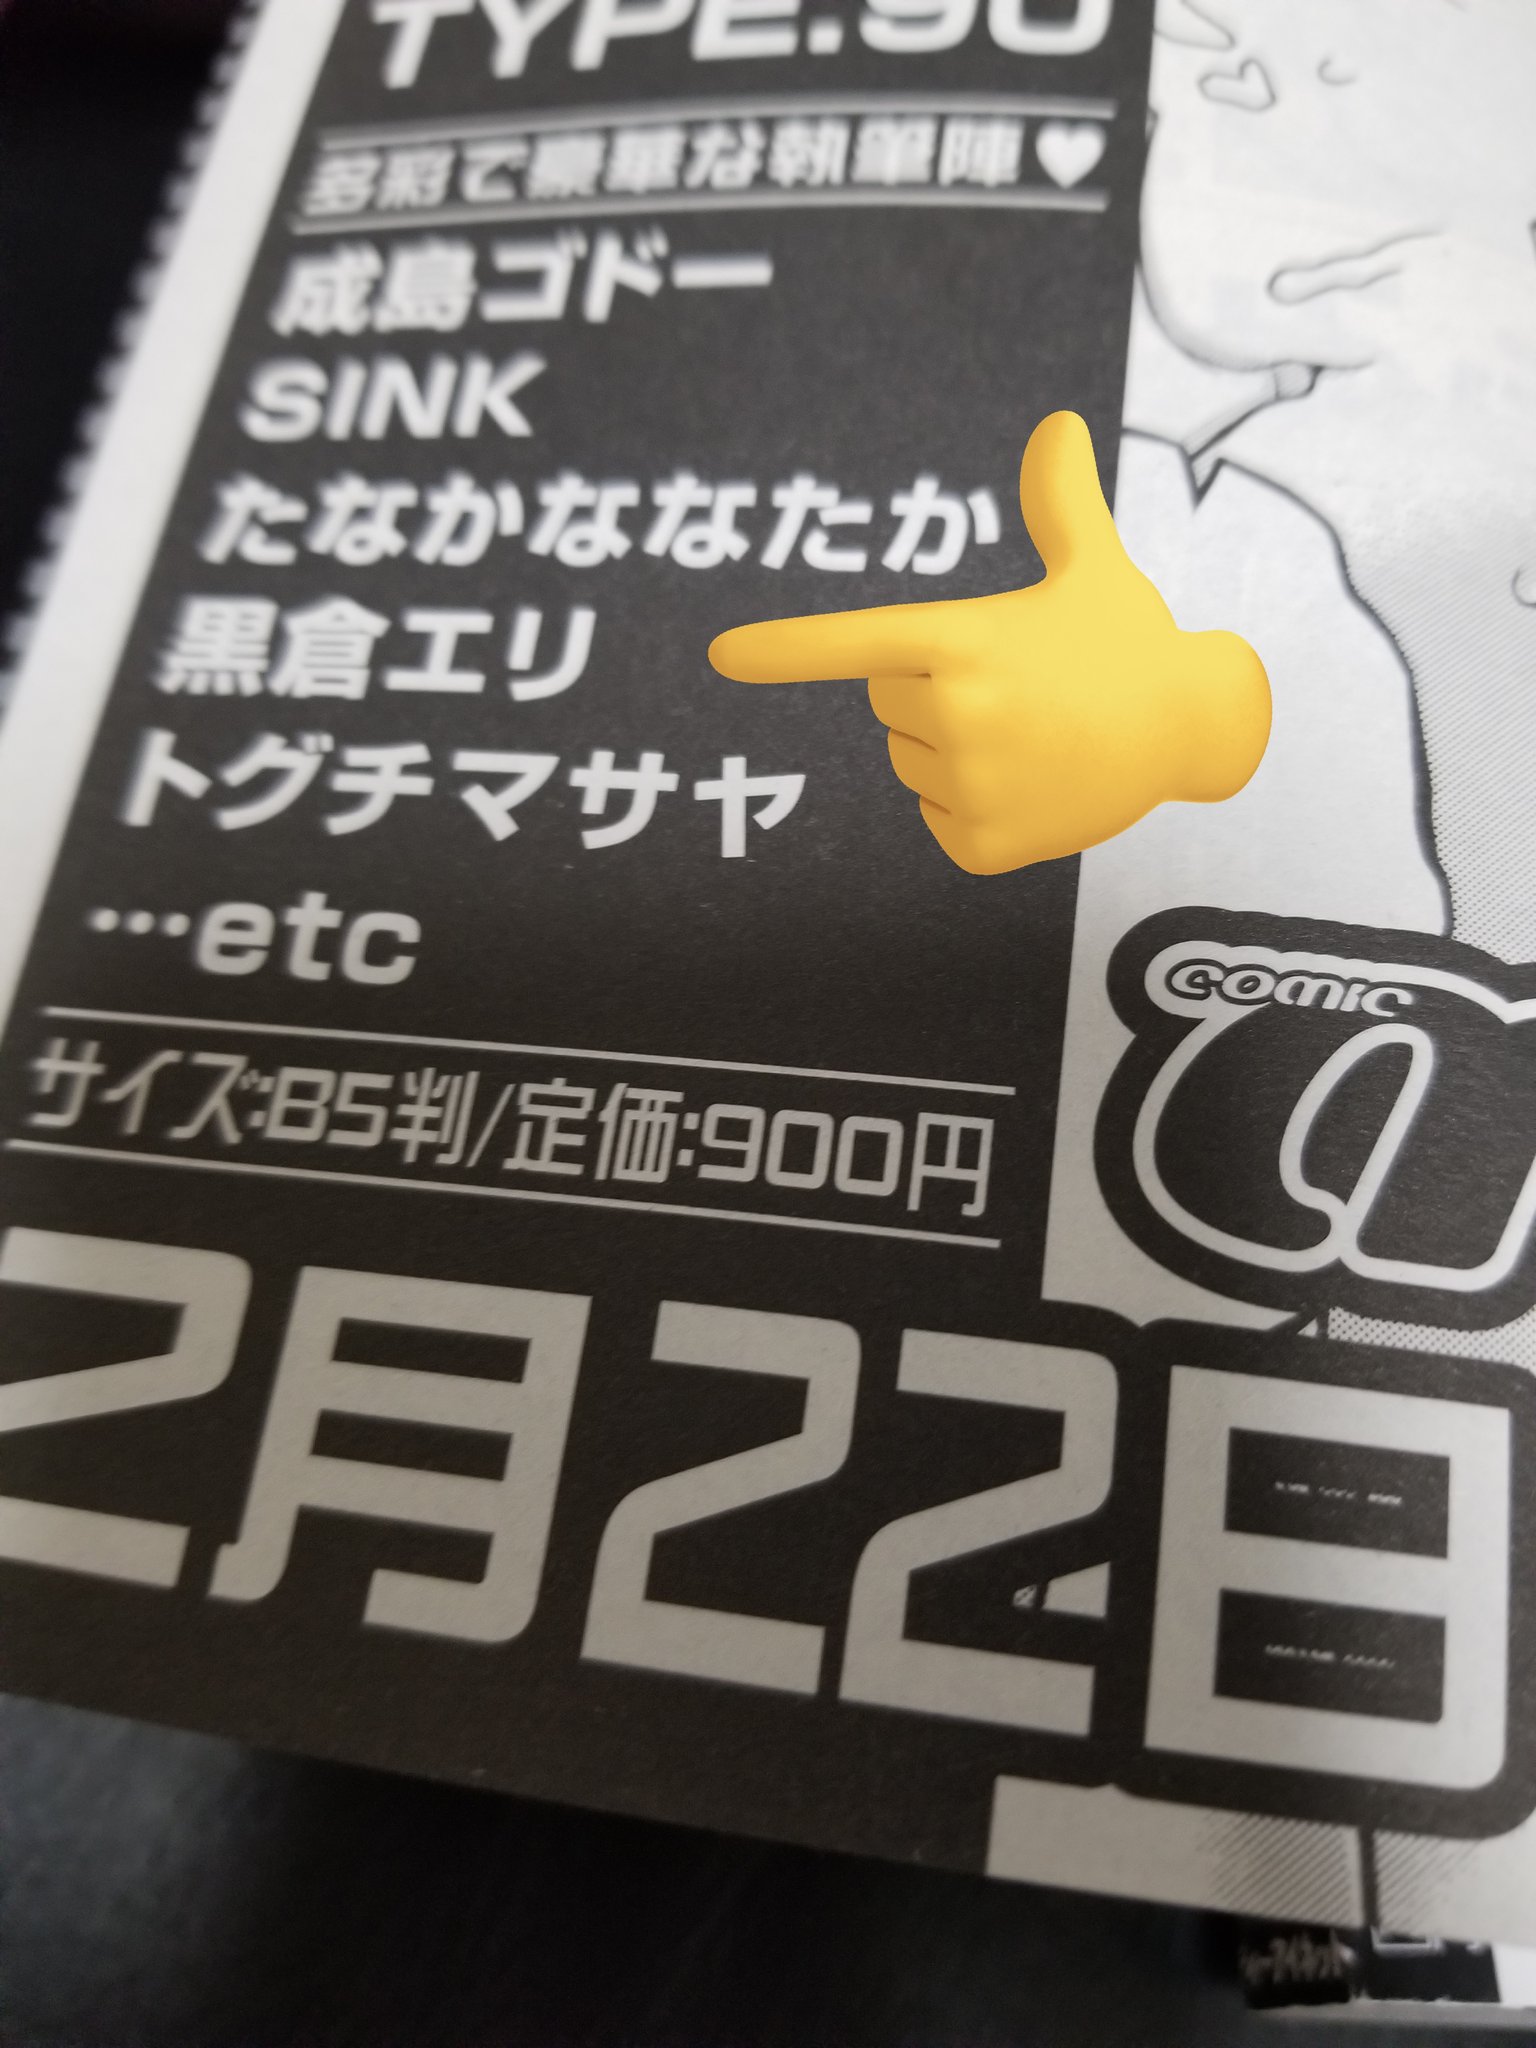 TYPE.90
多彩で豪華な執筆陣♥
成島ゴドー
SINK
たなかななたか
黒倉エリ
トグチマサヤ
…etc
サイズ:B5判/定価:900円
COMIC
2月22日